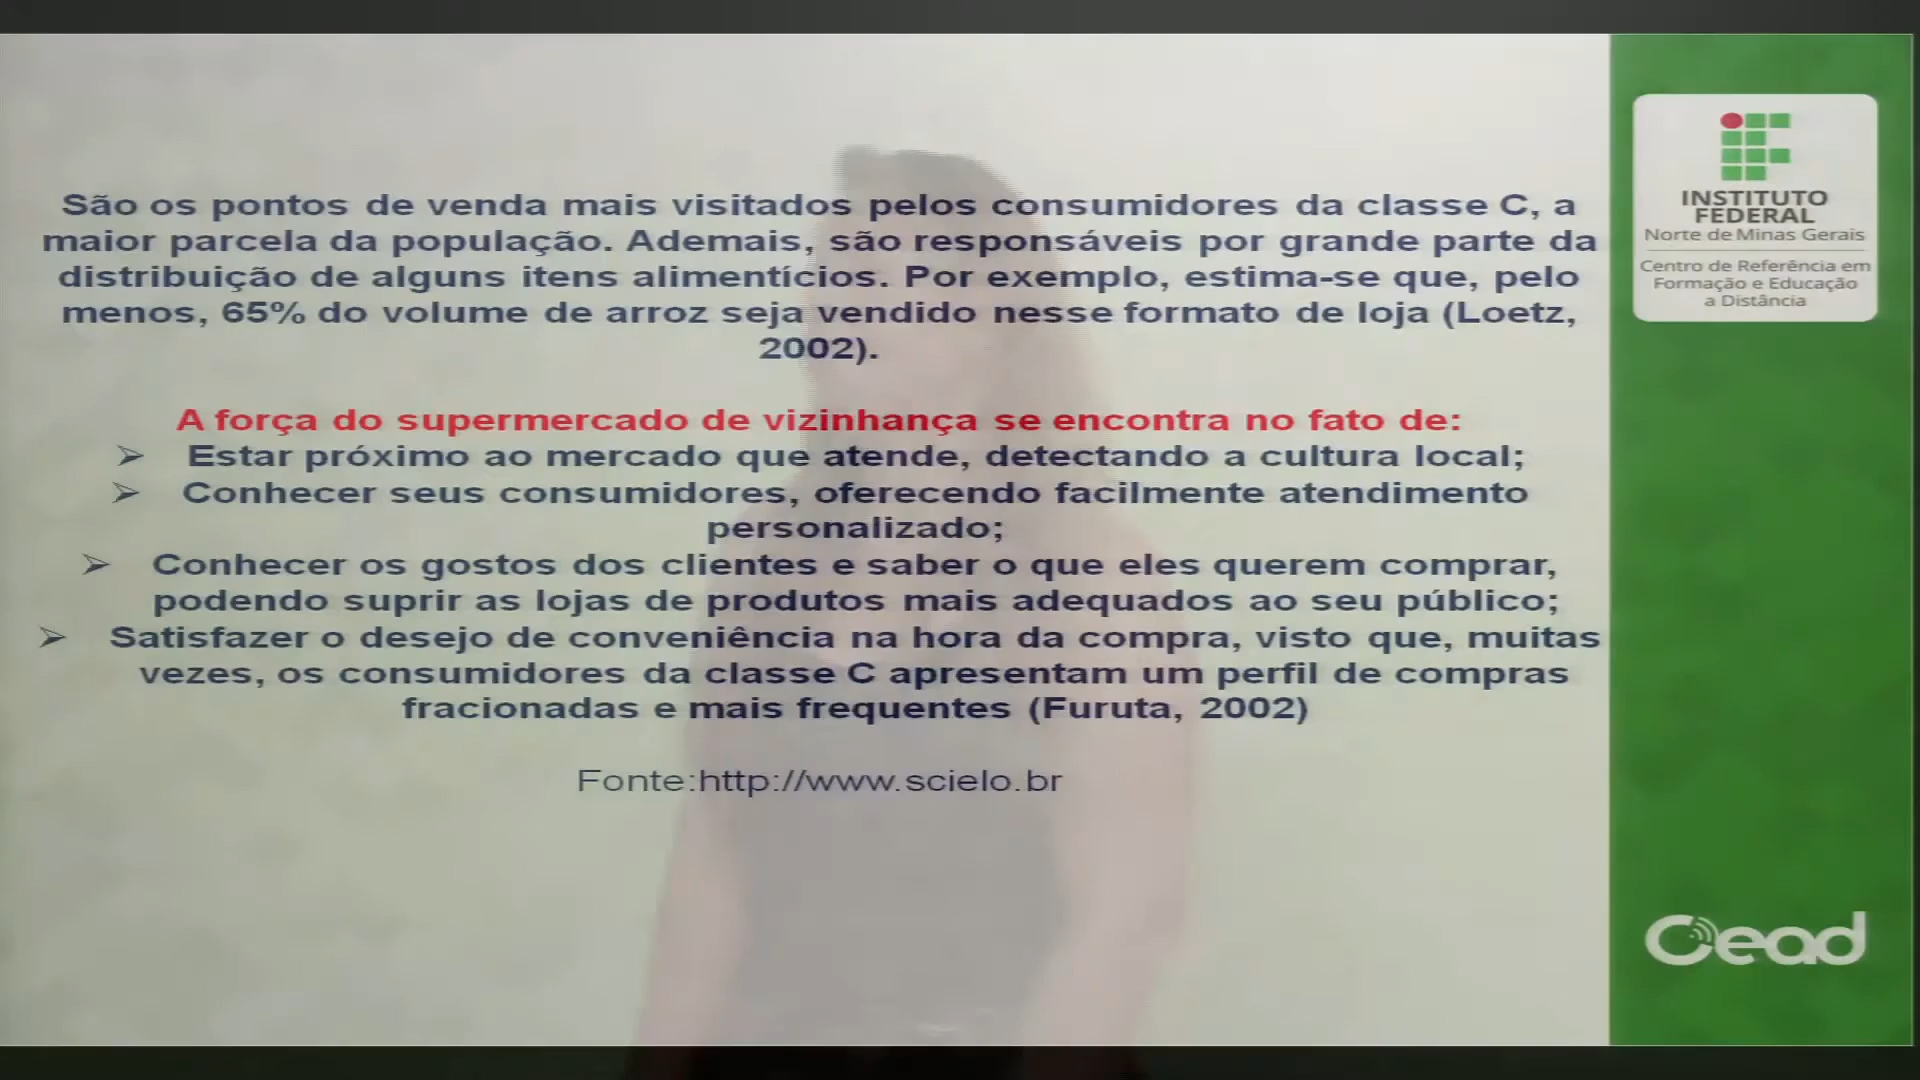 São os pontos de venda mais visitados pelos consumidores da classe C, a
maior parcela da população. Ademais, são responsáveis por grande parte da
distribuição de alguns itens alimentícios. Por exemplo, estima-se que, pelo
menos, 65% do volume de arroz seja vendido nesse formato de loja (Loetz,
2002).
A força do supermercado de vizinhança se encontra no fato de:
➢ Estar próximo ao mercado que atende, detectando a cultura local;
➢ Conhecer seus consumidores, oferecendo facilmente atendimento
personalizado;
➢ Conhecer os gostos dos clientes e saber o que eles querem comprar,
podendo suprir as lojas de produtos mais adequados ao seu público;
➢ Satisfazer o desejo de conveniência na hora da compra, visto que, muitas
vezes, os consumidores da classe C apresentam um perfil de compras
fracionadas e mais frequentes (Furuta, 2002)
Fonte:http://www.scielo.br
INSTITUTO
FEDERAL
Norte de Minas Gerais
Centro de Referência em
Formação e Educação
a Distância
Cead